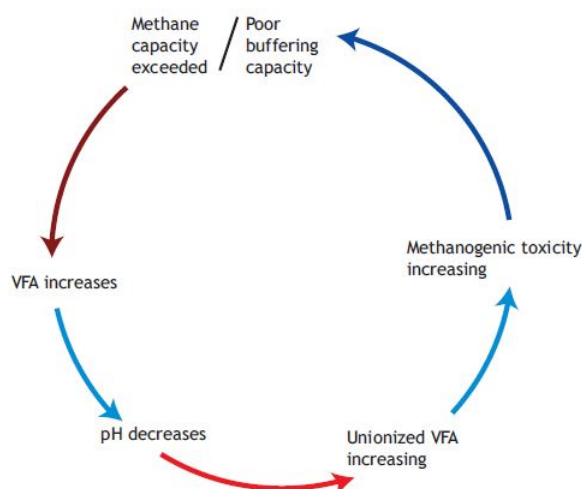 Methane
capacity
exceeded
/
Poor
buffering
capacity
VFA increases
pH decreases
Unionized VFA
increasing
Methanogenic toxicity
increasing